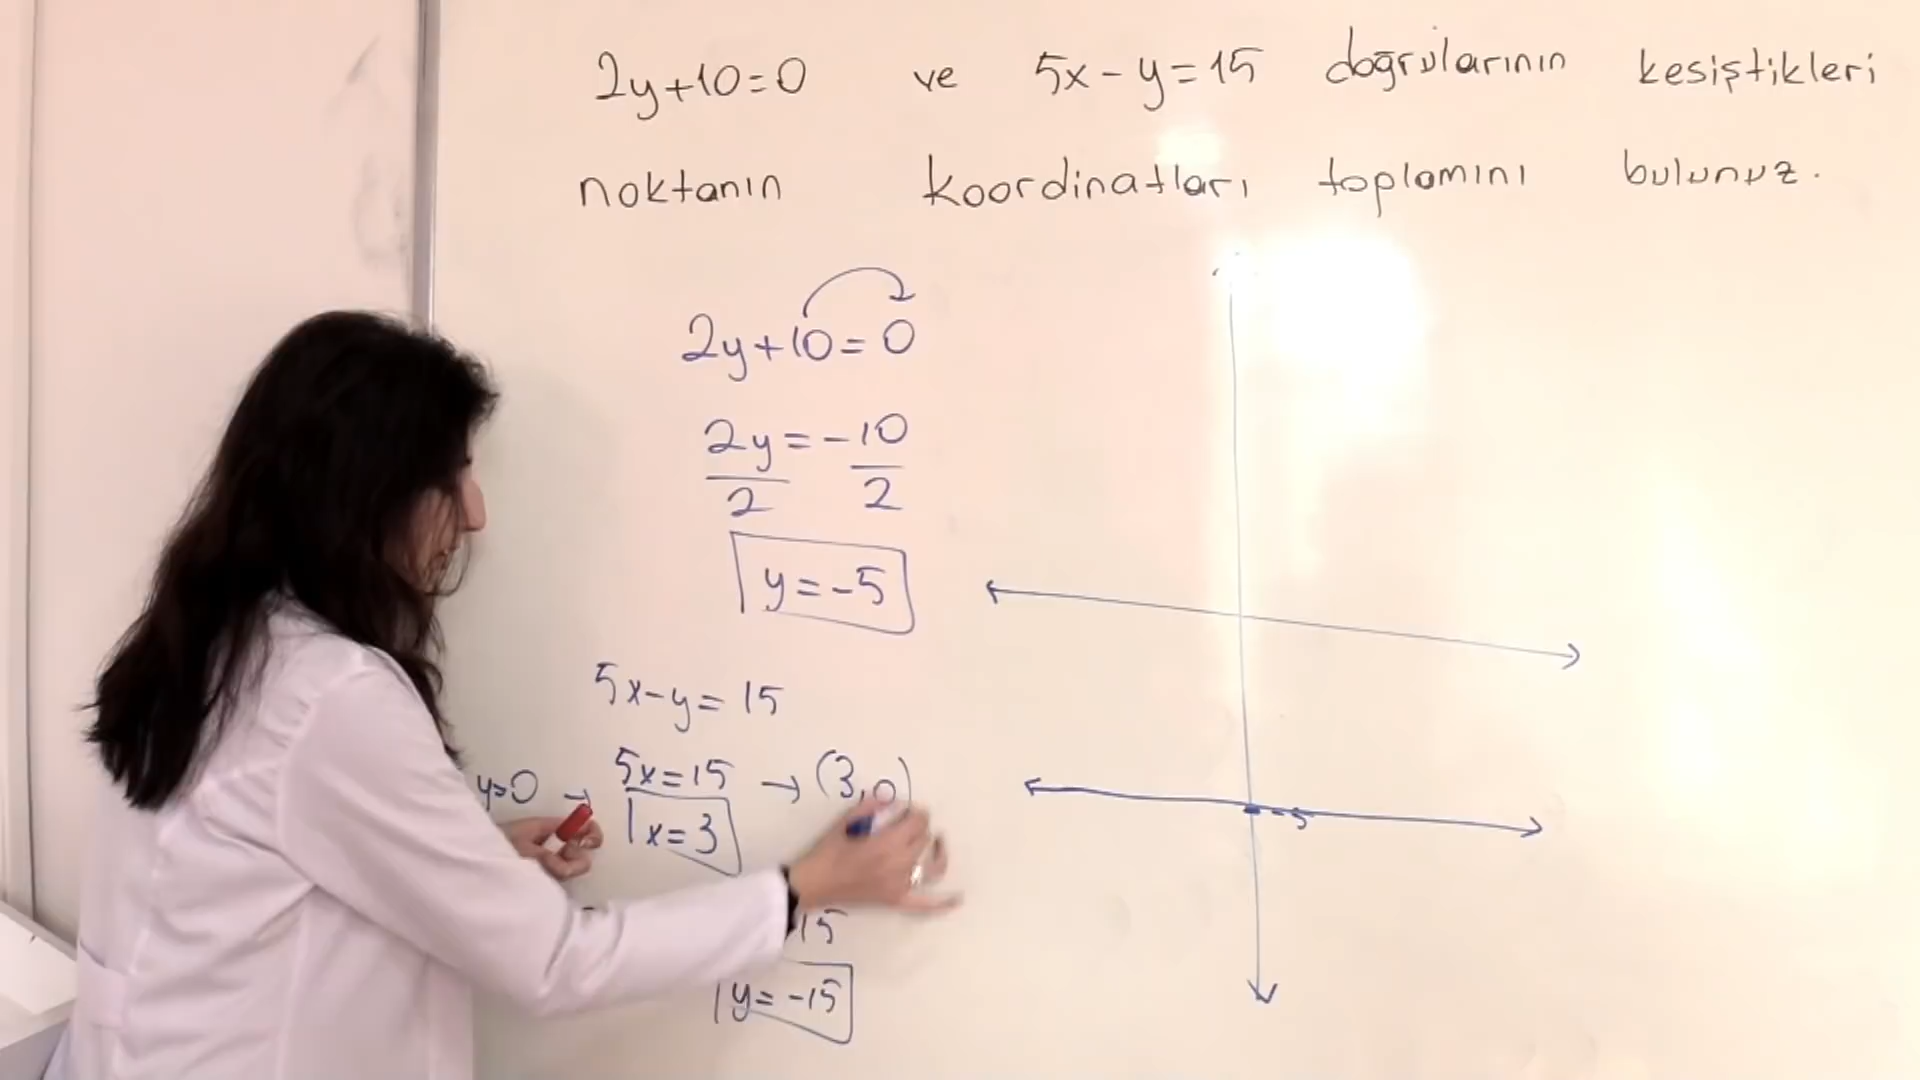 2y+10=0 ve 5x-y=15 doğrularının kesiştikleri
noktanın koordinatları toplamını bulunuz.
2y+10=0
2y=-10
2 2
y=-5
5x-y=15
y=0 → 5x=15 → (3,0)
x=3
15
y=-15
-5